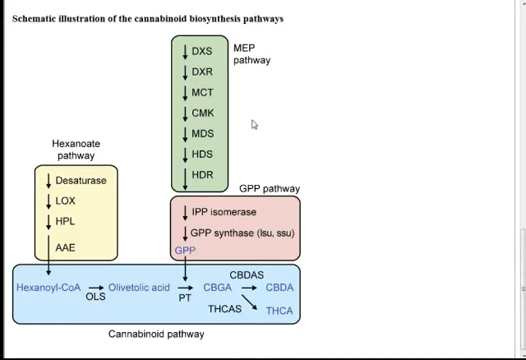 Schematic illustration of the cannabinoid biosynthesis pathways
MEP
pathway
DXS
DXR
MCT
CMK
MDS
HDS
HDR
Hexanoate
pathway
Desaturase
LOX
HPL
AAE
GPP pathway
IPP isomerase
GPP synthase (lsu, ssu)
GPP
Hexanoyl-CoA
OLS
Olivetolic acid
PT
CBGA
CBDAS
CBDA
THCAS
THCA
Cannabinoid pathway